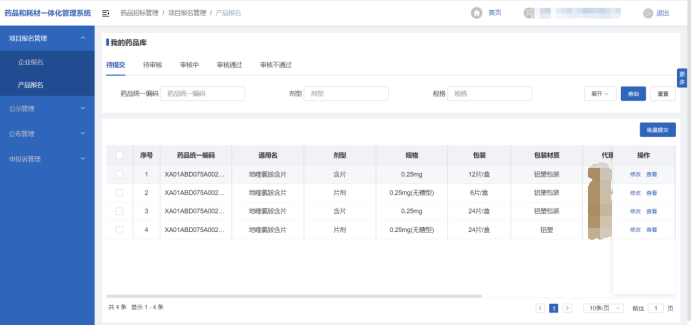 药品和耗材一体化管理系统
药品招标管理 / 项目报名管理 / 产品报名
首页
退出
项目报名管理
企业报名
产品报名
公示管理
公布管理
申投诉管理
我的药品库
待提交 待审核 审核中 审核通过 审核不通过
更多
药品统一编码 药品统一编码 剂型 剂型 规格 规格 展开 查询 重置
批量提交
序号 药品统一编码 通用名 剂型 规格 包装 包装材质 代理 操作
1 XA01ABD075A002... 地喹氯铵含片 含片 0.25mg 12片/盒 铝塑包装 修改 查看
2 XA01ABD075A002... 地喹氯铵含片 片剂 0.25mg(无糖型) 6片/盒 铝塑包装 修改 查看
3 XA01ABD075A002... 地喹氯铵含片 含片 0.25mg 24片/盒 铝塑包装 修改 查看
4 XA01ABD075A002... 地喹氯铵含片 片剂 0.25mg(无糖型) 24片/盒 铝塑 修改 查看
共 4 条 显示 1 - 4 条
1 10条/页 前往 1 页